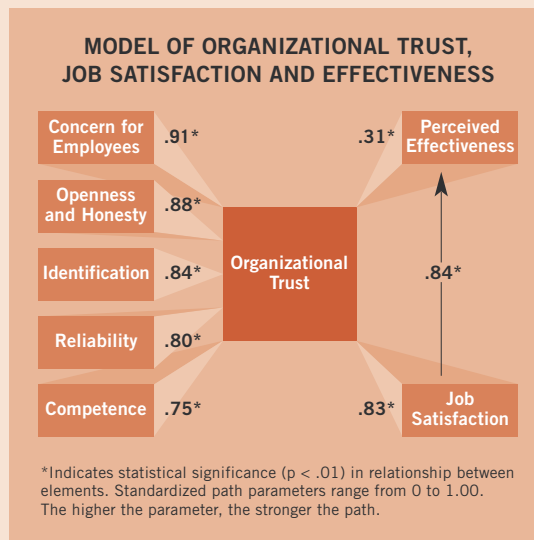 MODEL OF ORGANIZATIONAL TRUST,
JOB SATISFACTION AND EFFECTIVENESS
Concern for
Employees
.91*
Openness
and Honesty
.88*
Identification
.84*
Reliability
.80*
Competence
.75*
Organizational
Trust
.31*
Perceived
Effectiveness
.84*
.83*
Job
Satisfaction
*Indicates statistical significance (p < .01) in relationship between
elements. Standardized path parameters range from 0 to 1.00.
The higher the parameter, the stronger the path.